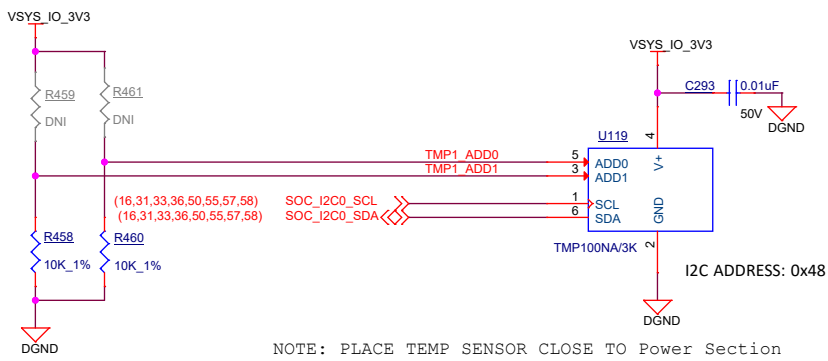 VSYS_IO_3V3
VSYS_IO_3V3
R459
DNI
R461
DNI
C293
0.01uF
50V
DGND
U119
4
TMP1_ADD0
5
ADD0
V+
TMP1_ADD1
3
ADD1
(16,31,33,36,50,55,57,58)
SOC_I2C0_SCL
1
SCL
(16,31,33,36,50,55,57,58)
SOC_I2C0_SDA
6
SDA
GND
R458
10K_1%
R460
10K_1%
2
TMP100NA/3K
I2C ADDRESS: 0x48
DGND
DGND
NOTE: PLACE TEMP SENSOR CLOSE TO Power Section